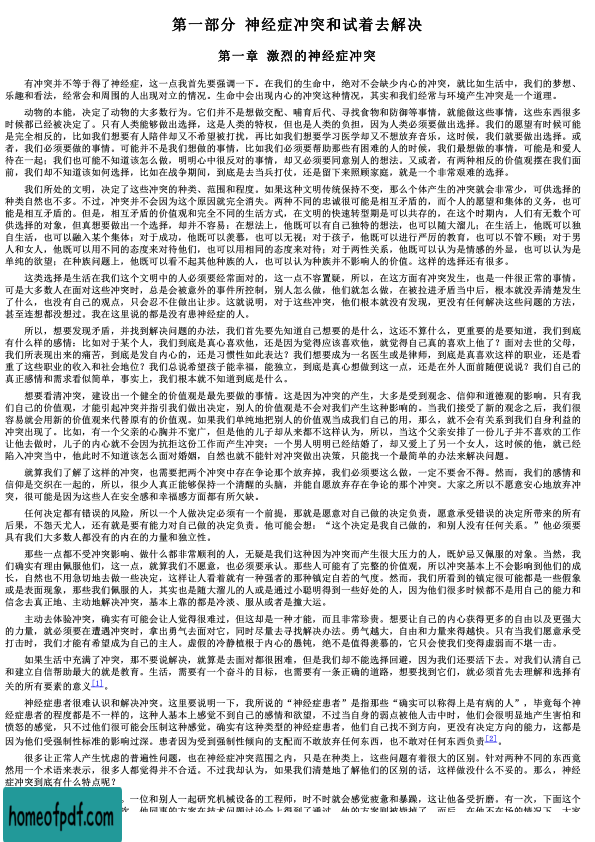 第一部分 神经症冲突和试着去解决
第一章 激烈的神经症冲突
有冲突并不等于得了神经症，这一点我首先要强调一下。在我们的生命中，绝对不会缺少内心的冲突，就比如生活中，我们的梦想、
乐趣和看法，经常会和周围的人出现对立的情况。生命中会出现内心的冲突这种情况，其实和我们经常与环境产生冲突是一个道理。
动物的本能，决定了动物的大多数行为。它们并不是想做交配、哺育后代、寻找食物和防御等事情，就能做这些事情，这些东西很多
时候都已经被决定了。只有人类能够做出选择，这是人类的特权，但也是人类的负担，因为人类必须要做出选择。我们的愿望有时候可能
是完全相反的，比如我们想要有人陪伴却又不希望被打扰，再比如我们想要学习医学却又不想放弃音乐，这时候，我们就要做出选择。或
者，我们必须要做的事情，可能并不是我们想做的事情，比如我们必须要帮助那些有困难的人的时候，我们最想做的事情，可能是和爱人
待在一起；我们也可能不知道该怎么做，明明心中很反对的事情，却又必须要同意别人的想法。又或者，有两种相反的价值观摆在我们面
前，我们却不知道该如何选择，比如在战争期间，到底是去当兵打仗，还是留下来照顾家庭，就是一个非常艰难的选择。
我们所处的文明，决定了这些冲突的种类、范围和程度。如果这种文明传统保持不变，那么个体产生的冲突就会非常少，可供选择的
种类自然也不多。不过，冲突并不会因为这个原因就完全消失。两种不同的忠诚很可能是相互矛盾的，而个人的愿望和集体的义务，也可
能是相互矛盾的。但是，相互矛盾的价值观和完全不同的生活方式，在文明的快速转型期是可以共存的，在这个时期内，人们有无数个可
供选择的对象，但真想要做出一个选择，却并不容易：在想法上，他既可以有自己独特的想法，也可以随大溜儿；在生活上，他既可以独
自生活，也可以融入某个集体；对于成功，他既可以羡慕，也可以无视；对于孩子，他既可以进行严厉的教育，也可以不管不顾；对于男
人和女人，他既可以用不同的态度来对待他们，也可以用相同的态度来对待；对于两性关系，他既可以认为是情感的外显，也可以认为是
单纯的欲望；在种族问题上，他既可以看不起其他种族的人，也可以认为种族并不影响人的价值。这样的选择还有很多。
这类选择是生活在我们这个文明中的人必须要经常面对的，这一点不容置疑，所以，在这方面有冲突发生，也是一件很正常的事情。
可是大多数人在面对这些冲突时，总是会被意外的事件所控制，别人怎么做，他们就怎么做，在被拉进矛盾当中后，根本就没弄清楚发生
了什么，也没有自己的观点，只会忍不住做出让步。这就说明，对于这些冲突，他们根本就没有发现，更没有任何解决这些问题的方法，
甚至连想都没想过。我在这里说的都是没有患神经症的人。
所以，想要发现矛盾，并找到解决问题的办法，我们首先要先知道自己想要的是什么，这还不算什么，更重要的是要知道，我们到底
有什么样的感情：比如对于某个人，我们到底是真心喜欢他，还是因为觉得应该喜欢他，就觉得自己真的喜欢上他了？面对去世的父母，
我们所表现出来的痛苦，到底是发自内心的，还是习惯性如此表达？我们想要成为一名医生或是律师，到底是真喜欢这样的职业，还是看
重了这些职业的收入和社会地位？我们总说希望孩子能幸福，能独立，到底是真心想做到这一点，还是在外人面前随便说说？我们自己的
真正感情和需求看似简单，事实上，我们根本就不知道到底是什么。
想要看清冲突，建设出一个健全的价值观是最先要做的事情。这是因为冲突的产生，大多是受到观念、信仰和道德观的影响。只有我
们自己的价值观，才能引起冲突并指引我们做出决定，别人的价值观是不会对我们产生这种影响的。当我们接受了新的观念之后，我们很
容易就会用新的价值观来代替原有的价值观。如果我们单纯地把别人的价值观当成我们自己的用，那么，就不会有关系到我们自身利益的
冲突出现了。比如，有一个父亲的心胸并不宽广，但是他的儿子却从来都不这样认为，所以，当这个父亲安排了一份儿子并不喜欢的工作
让他去做时，儿子的内心就不会因为抗拒这份工作而产生冲突；一个男人明明已经结婚了，却又爱上了另一个女人，这时候的他，就已经
陷入冲突当中，他此时不知道该怎么面对婚姻，自然也就不能针对冲突做出决策，只能找一个最简单的办法来解决问题。
就算我们了解了这样的冲突，也需要把两个冲突中存在争论那个放弃掉，我们必须要这么做，一定不要舍不得。然而，我们的感情和
信仰是交织在一起的，所以，很少人真正能够保持一个清醒的头脑，并能自愿放弃存在争论的那个冲突。大家之所以不愿意安心地放弃冲
突，很可能是因为这些人在安全感和幸福感方面都有所欠缺。
任何决定都有错误的风险，所以一个人做决定必须有一个前提，那就是愿意对自己做的决定负责，愿意承受错误的决定所带来的所有
后果，不怨天尤人，还有就是要有能力对自己做的决定负责。他可能会想：“这个决定是我自己做的，和别人没有任何关系。”他必须要
具有我们大多数人都没有的内在的力量和独立性。
那些一点都不受冲突影响、做什么都非常顺利的人，无疑是我们这种因为冲突而产生很大压力的人，既妒忌又佩服的对象。当然，我
们确实有理由佩服他们，这一点，就算我们不愿意，也必须要承认。那些人可能有了完整的价值观，所以冲突基本上不会影响到他们的成
长，自然也不用急切地去做一些决定，这样让人看着就有一种强者的那种镇定自若的气度。然而，我们所看到的镇定很可能都是一些假象
或是表面现象，那些我们佩服的人，其实也是随大溜儿的人或是通过小聪明得到一些好处的人，因为他们很多时候都不是用自己的能力和
信念去真正地、主动地解决冲突，基本上靠的都是冷淡、服从或者是撞大运。
主动去体验冲突，确实有可能会让人觉得很难过，但这却是一种才能，而且非常珍贵。想要让自己的内心获得更多的自由以及更强大
的力量，就必须要在遭遇冲突时，拿出勇气去面对它，同时尽量去寻找解决办法。勇气越大，自由和力量来得越快。只有当我们愿意承受
打击时，我们才能有希望成为自己的主人。虚假的冷静植根于内心的愚钝，绝不是值得羡慕的，它只会使我们变得虚弱而不堪一击。
如果生活中充满了冲突，那不要说解决，就算是去面对都很困难，但是我们却不能选择回避，因为我们还要活下去。对我们认清自己
和建立自信帮助最大的就是教育。生活，需要有一个奋斗的目标，也需要有一条正确的道路，想要找到它们，就必须首先去理解和选择有
关的所有要素的意义[1]。
神经症患者很难认识和解决冲突。这里要说明一下，我所说的“神经症患者”是指那些“确实可以称得上是有病的人”，毕竟每个神
经症患者的程度都是不一样的，这种人基本上感觉不到自己的感情和欲望，不过当自身的弱点被他人击中时，他们会很明显地产生害怕和
愤怒的感觉，只不过他们很可能会压制这种感觉。确实有这种类型的神经症患者，他们自己找不到方向，更没有决定方向的能力，这都是
因为他们受强制性标准的影响过深。患者因为受到强制性倾向的支配而不敢放弃任何东西，也不敢对任何东西负责[2]。
很多让正常人产生忧虑的普遍性问题，也在神经症冲突范围之内，只是在种类上，这些问题有着很大的区别。针对两种不同的东西竟
然用一个术语来表示，很多人都觉得并不合适。不过我却认为，如果我们清楚地了解他们的区别的话，这样做没什么不妥的。那么，神经
症冲突到底有什么特点呢？
一位和别人一起研究机械设备的工程师，时不时就会感觉疲惫和暴躁，这让他备受折磨。有一次，下面这个
homeofpdf.com